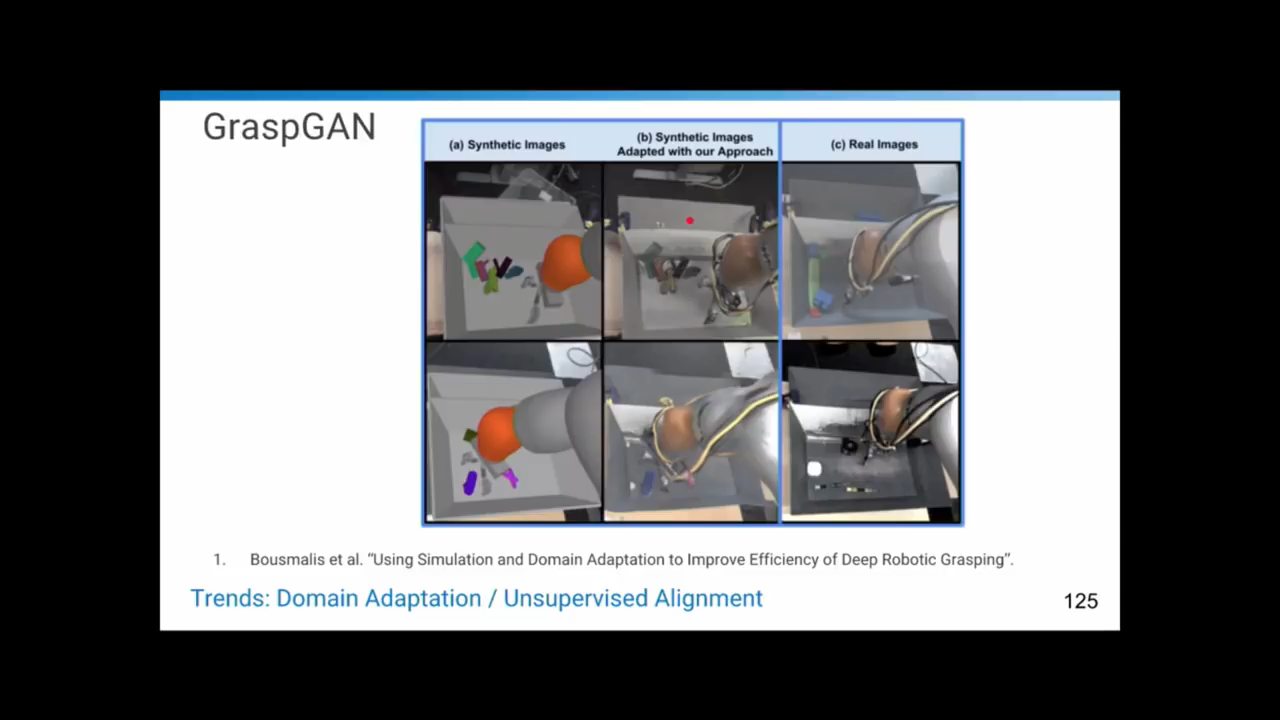 GraspGAN
(a) Synthetic Images
(b) Synthetic Images
Adapted with our Approach
(c) Real Images
1. Bousmalis et al. “Using Simulation and Domain Adaptation to Improve Efficiency of Deep Robotic Grasping”.
Trends: Domain Adaptation / Unsupervised Alignment
125